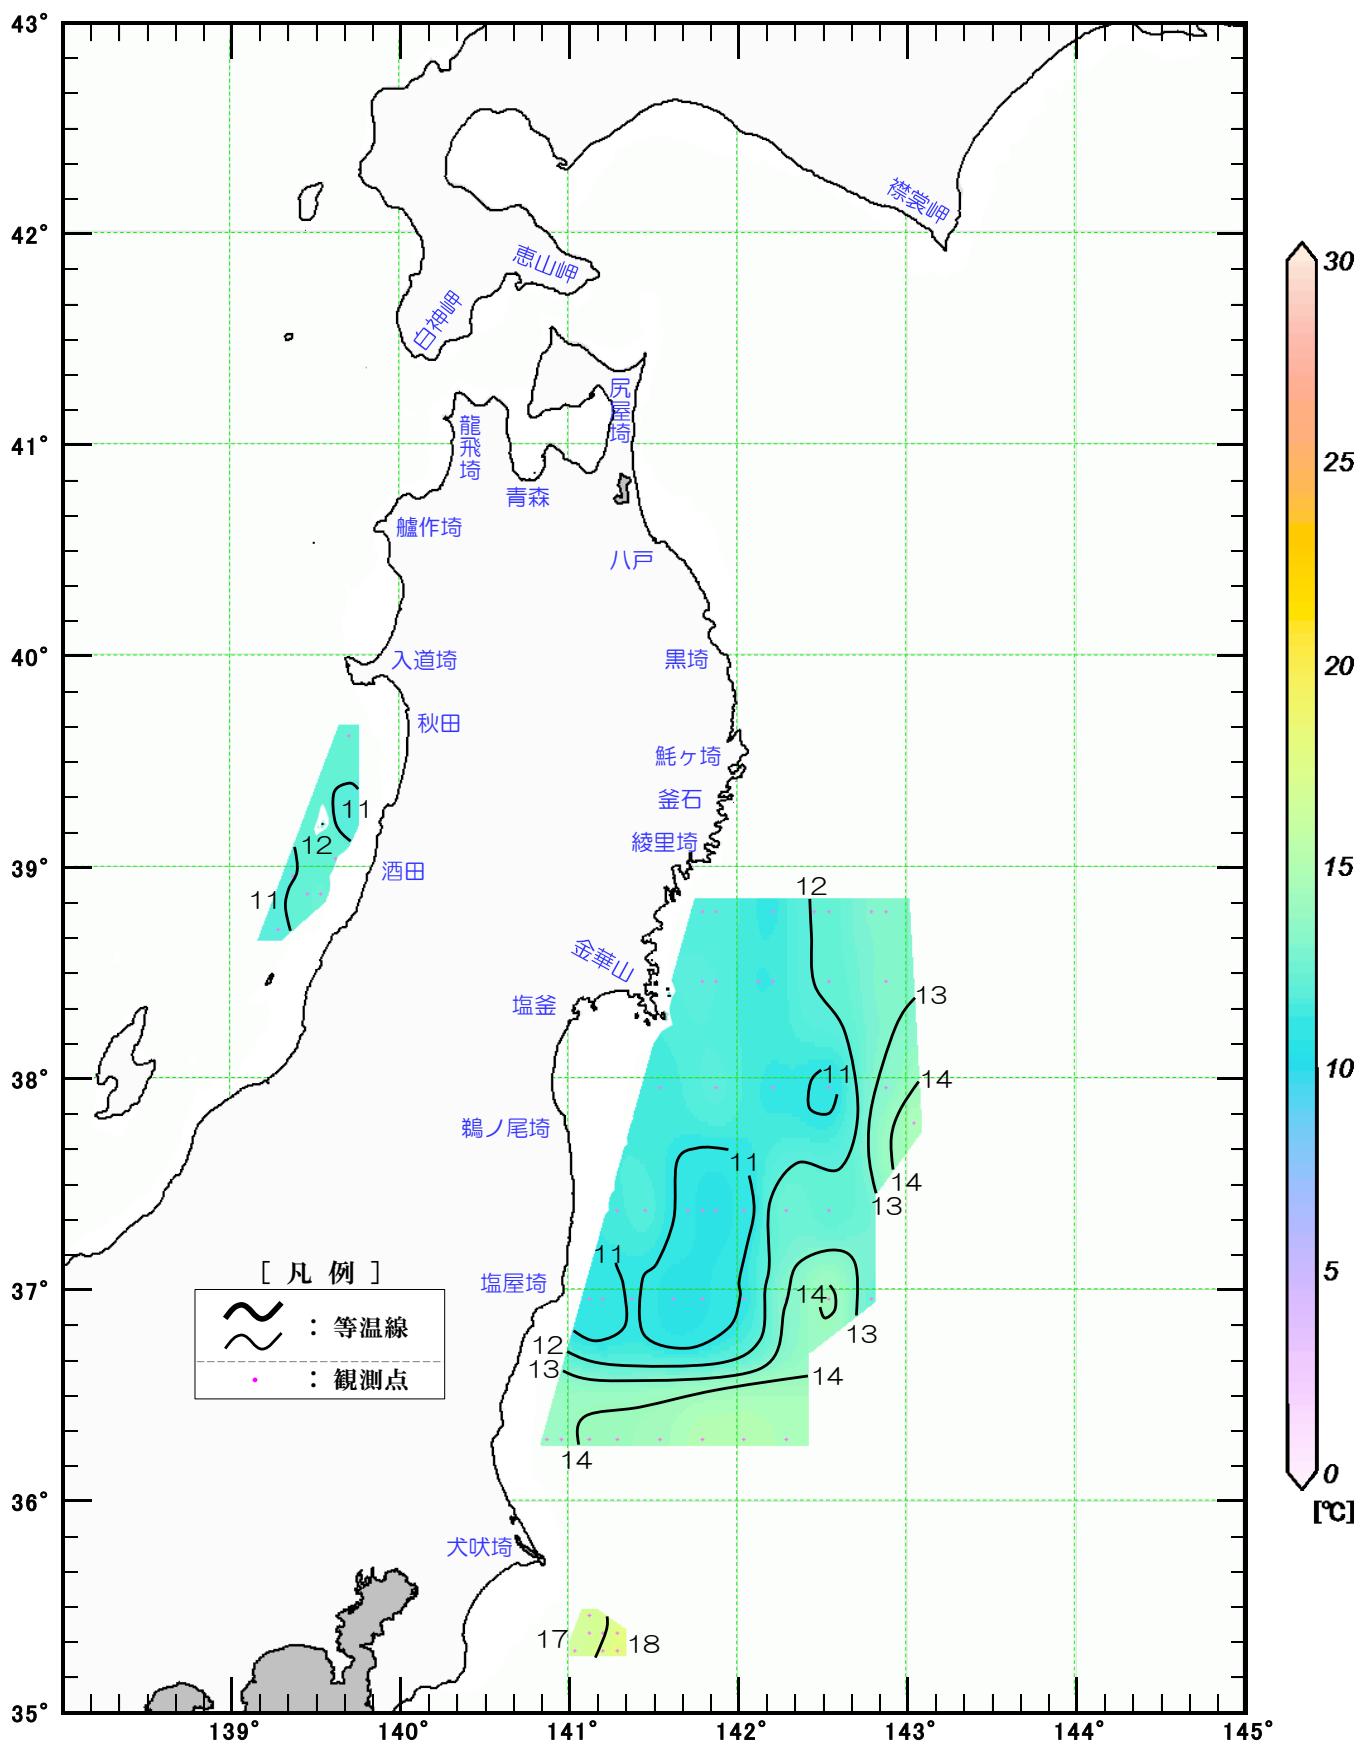 43°
42°
41°
40°
39°
38°
37°
36°
35°
139°
140°
141°
142°
143°
144°
145°
襟裳岬
恵山岬
白神岬
尻屋埼
龍飛埼
青森
艫作埼
八戸
入道埼
黒埼
秋田
魹ヶ埼
釜石
綾里埼
酒田
金華山
塩釜
鵜ノ尾埼
塩屋埼
犬吠埼
11
12
11
12
13
11
14
11
14
13
11
14
12
13
13
14
14
17
18
[ 凡 例 ]
: 等温線
: 観測点
30
25
20
15
10
5
0
[℃]